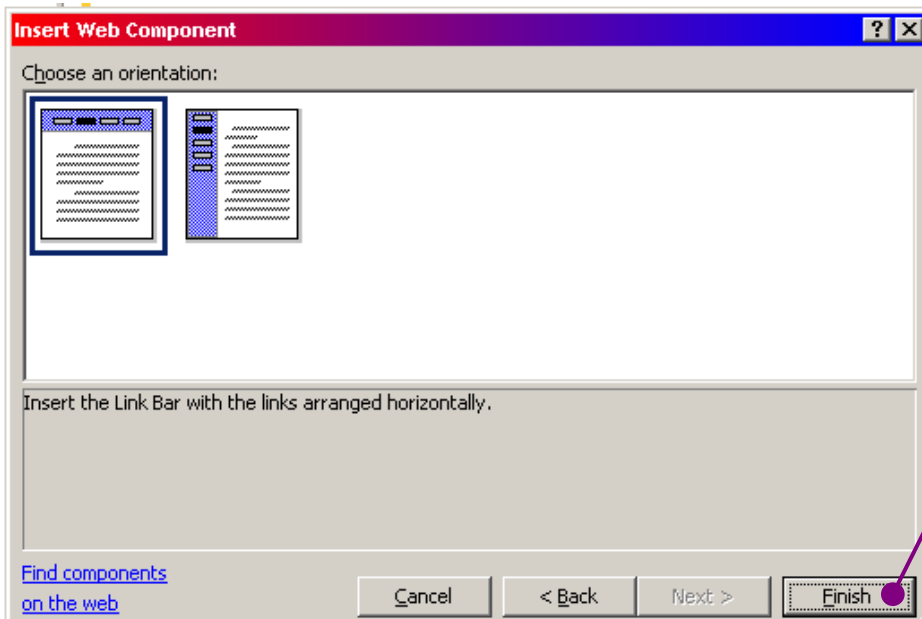 Insert Web Component
Choose an orientation:
Insert the Link Bar with the links arranged horizontally.
Find components
on the web
Cancel
< Back
Next >
Finish